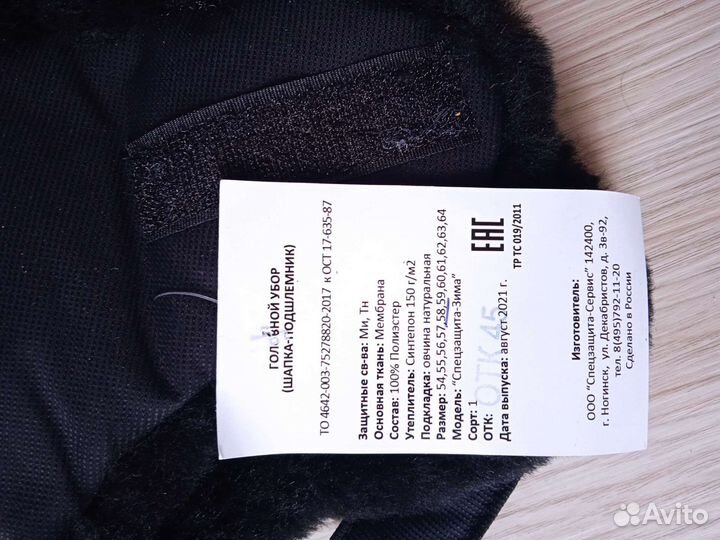 ГОЛОВНОЙ УБОР
(ШАПКА-ПОДШЛЕМНИК)
ТО 4642-003-75278820-2017 к ОСТ 17-635-87
Защитные св-ва: Ми, Тн
Основная ткань: Мембрана
Состав: 100% Полиэстер
Утеплитель: Синтепон 150 г/м2
Подкладка: овчина натуральная
Размер: 54,55,56,57,58,59,60,61,62,63,64
Модель: "Спецзащита-Зима"
Сорт: 1
ОТК: ОТК 45
Дата выпуска: август 2021 г.
ЕАС
ТР ТС 019/2011
Изготовитель:
ООО "Спецзащита-Сервис" 142400,
г. Ногинск, ул. Декабристов, д. 3в-92,
тел. 8(495)792-11-20
Сделано в России
Avito